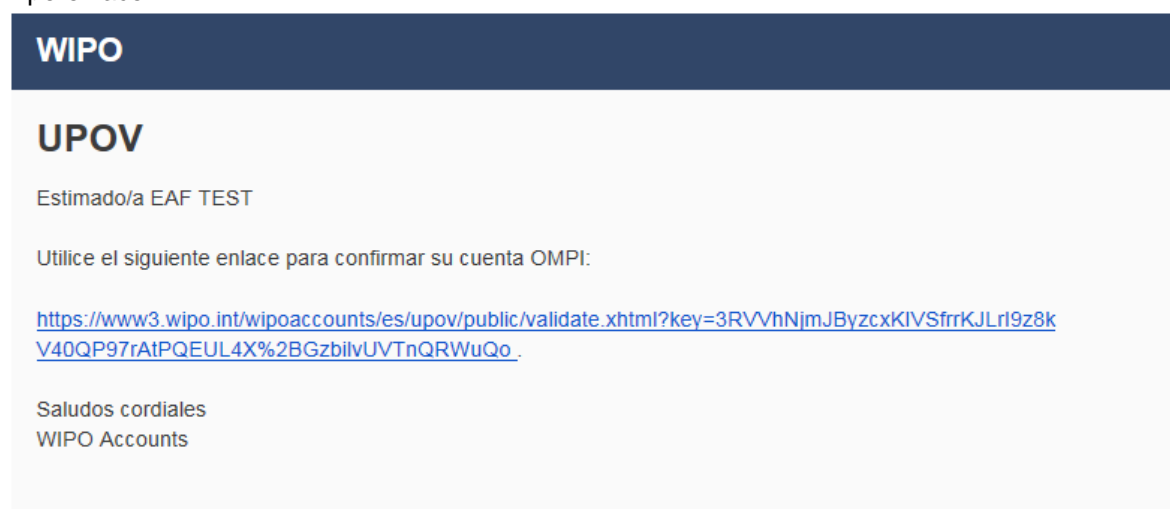 WIPO
UPOV
Estimado/a EAF TEST
Utilice el siguiente enlace para confirmar su cuenta OMPI:
https://www3.wipo.int/wipoaccounts/es/upov/public/validate.xhtml?key=3RVVhNjmJByzcxKIVSfrrKJLrI9z8k
V40QP97rAtPQEUL4X%2BGzbilvUVTnQRWuQo .
Saludos cordiales
WIPO Accounts